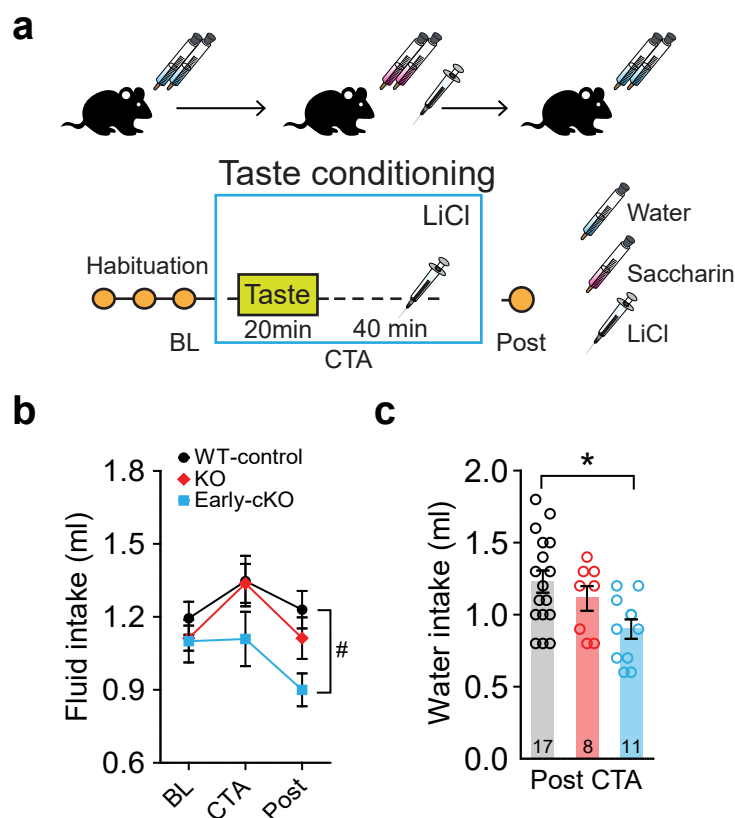 a
Taste conditioning
LiCl
Water
Habituation
Taste
Saccharin
20min
40 min
BL
CTA
Post
LiCl
b
WT-control
KO
Early-cKO
Fluid intake (ml)
1.8
1.5
1.2
0.9
0.6
#
BL
CTA
Post
c
*
Water intake (ml)
2.0
1.5
1.0
0.5
0.0
17
8
11
Post CTA